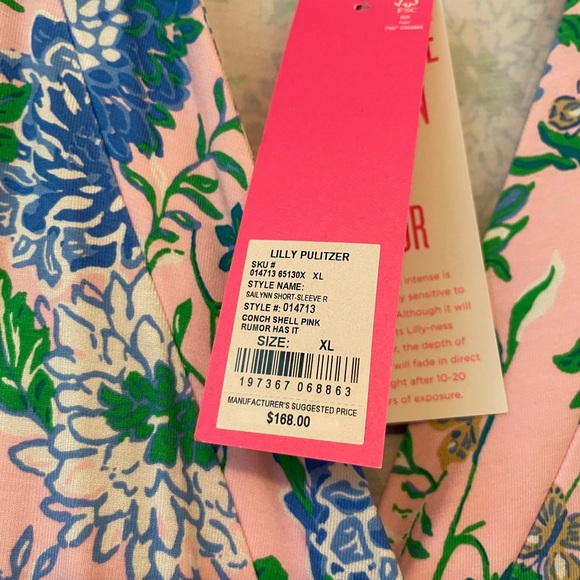 FSC
LILLY PULITZER
SKU #
014713 65130X XL
STYLE NAME:
SAILYNN SHORT-SLEEVE R
STYLE #: 014713
CONCH SHELL PINK
RUMOR HAS IT
SIZE: XL
197367 068863
MANUFACTURER'S SUGGESTED PRICE
$168.00
intense is
sensitive to
Although it will
Lilly-ness
the depth of
will fade in direct
after 10-20
of exposure.